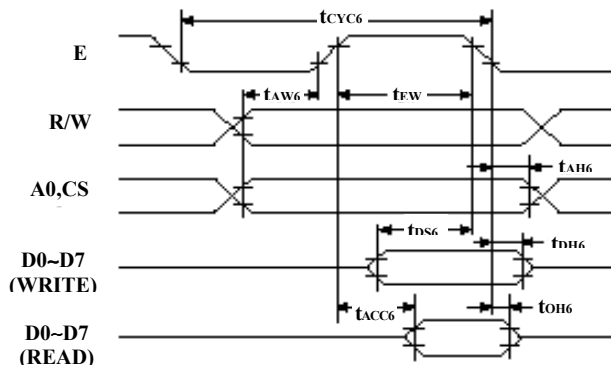 tCYC6
E
tAW6
tEW
R/W
tAH6
A0,CS
tDS6
tDH6
D0~D7
(WRITE)
tACC6
tOH6
D0~D7
(READ)